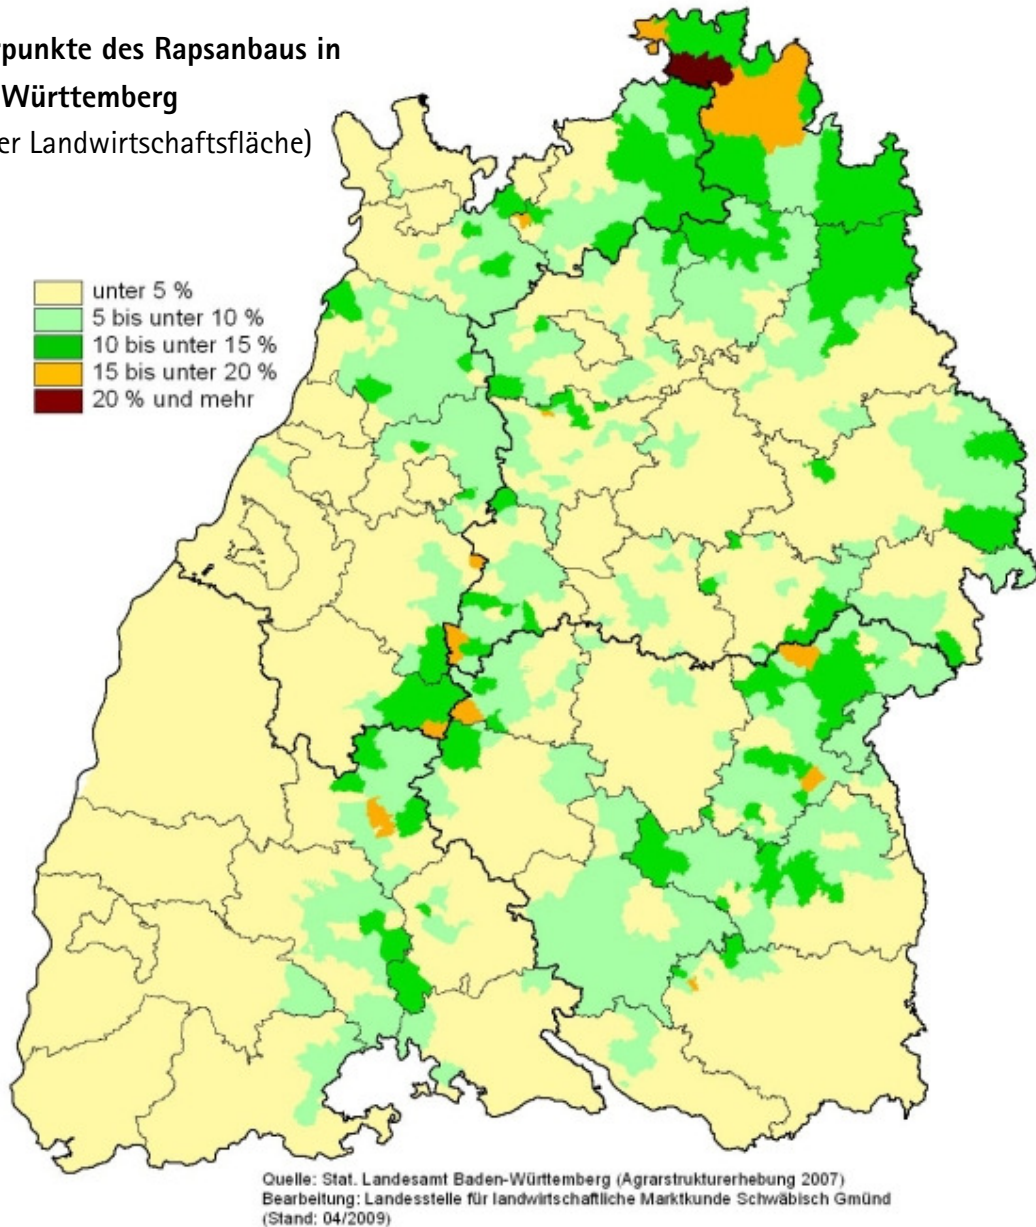 punkte des Rapsanbaus in
Württemberg
er Landwirtschaftsfläche)
unter 5 %
5 bis unter 10 %
10 bis unter 15 %
15 bis unter 20 %
20 % und mehr
Quelle: Stat. Landesamt Baden-Württemberg (Agrarstrukturerhebung 2007)
Bearbeitung: Landesstelle für landwirtschaftliche Marktkunde Schwäbisch Gmünd
(Stand: 04/2009)